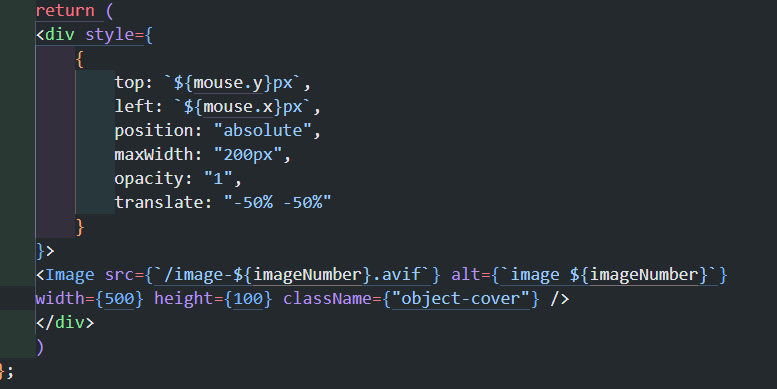 return (
<div style={
{
top: `${mouse.y}px`,
left: `${mouse.x}px`,
position: "absolute",
maxWidth: "200px",
opacity: "1",
translate: "-50% -50%"
}
}>
<Image src={`/image-${imageNumber}.avif`} alt={`image ${imageNumber}`}
width={500} height={100} className={"object-cover"} />
</div>
)
};